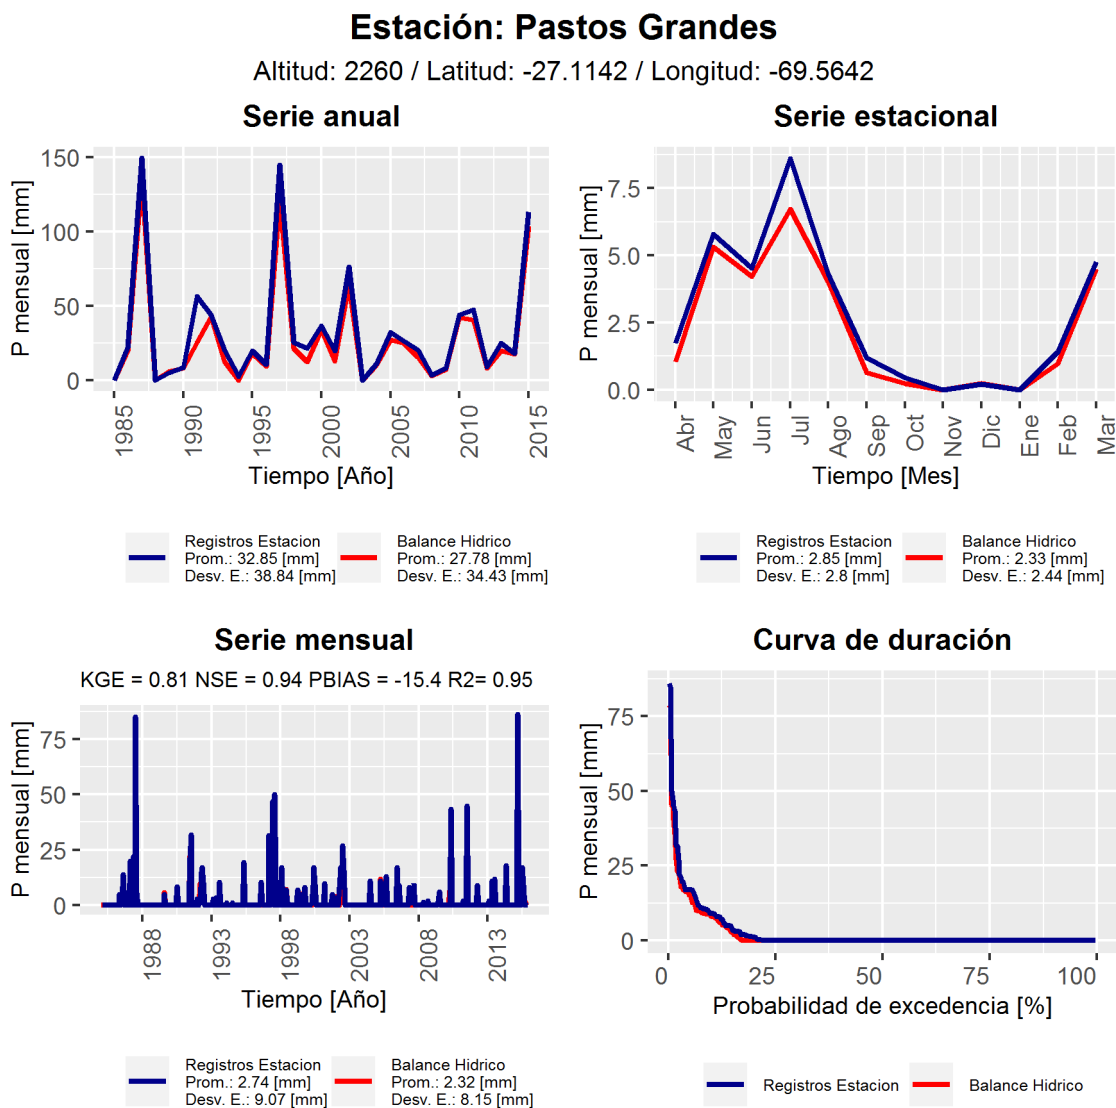 Estación: Pastos Grandes
Altitud: 2260 / Latitud: -27.1142 / Longitud: -69.5642
Serie anual
P mensual [mm]
150
100
50
0
1985
1990
1995
2000
2005
2010
2015
Tiempo [Año]
Registros Estacion
Prom.: 32.85 [mm]
Desv. E.: 38.84 [mm]
Balance Hidrico
Prom.: 27.78 [mm]
Desv. E.: 34.43 [mm]
Serie estacional
P mensual [mm]
7.5
5.0
2.5
0.0
Abr
May
Jun
Jul
Ago
Sep
Oct
Nov
Dic
Ene
Feb
Mar
Tiempo [Mes]
Registros Estacion
Prom.: 2.85 [mm]
Desv. E.: 2.8 [mm]
Balance Hidrico
Prom.: 2.33 [mm]
Desv. E.: 2.44 [mm]
Serie mensual
KGE = 0.81 NSE = 0.94 PBIAS = -15.4 R2= 0.95
P mensual [mm]
75
50
25
0
1988
1993
1998
2003
2008
2013
Tiempo [Año]
Registros Estacion
Prom.: 2.74 [mm]
Desv. E.: 9.07 [mm]
Balance Hidrico
Prom.: 2.32 [mm]
Desv. E.: 8.15 [mm]
Curva de duración
P mensual [mm]
75
50
25
0
0
25
50
75
100
Probabilidad de excedencia [%]
Registros Estacion
Balance Hidrico